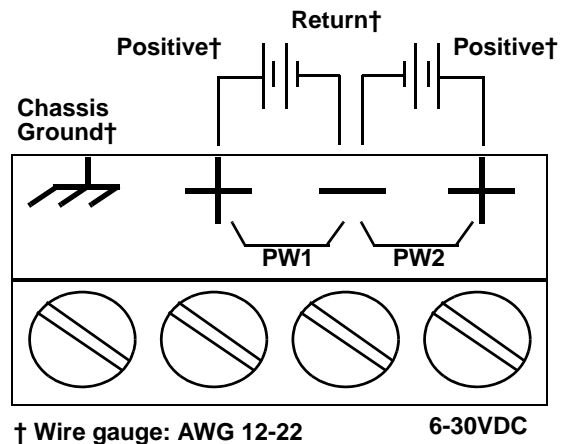 Return†
Positive†
Positive†
Chassis
Ground†
PW1
PW2
† Wire gauge: AWG 12-22
6-30VDC